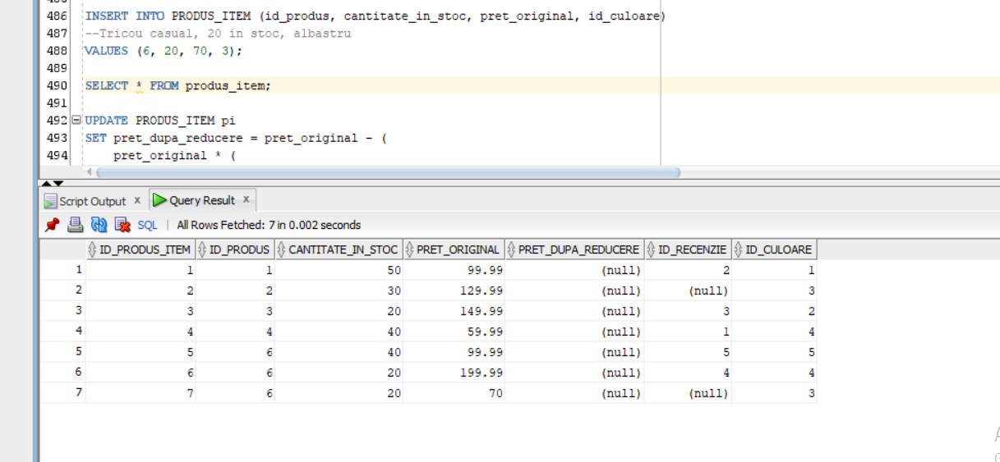 486 INSERT INTO PRODUS_ITEM (id_produs, cantitate_in_stoc, pret_original, id_culoare)
487 --Tricou casual, 20 in stoc, albastru
488 VALUES (6, 20, 70, 3);
489
490 SELECT * FROM produs_item;
491
492 UPDATE PRODUS_ITEM pi
493 SET pret_dupa_reducere = pret_original - (
494 pret_original * (
Script Output x Query Result x
SQL | All Rows Fetched: 7 in 0.002 seconds
ID_PRODUS_ITEM ID_PRODUS CANTITATE_IN_STOC PRET_ORIGINAL PRET_DUPA_REDUCERE ID_RECENZIE ID_CULOARE
1 1 1 50 99.99 (null) 2 1
2 2 2 30 129.99 (null) (null) 3
3 3 3 20 149.99 (null) 3 2
4 4 4 40 59.99 (null) 1 4
5 5 6 40 99.99 (null) 5 5
6 6 6 20 199.99 (null) 4 4
7 7 6 20 70 (null) (null) 3